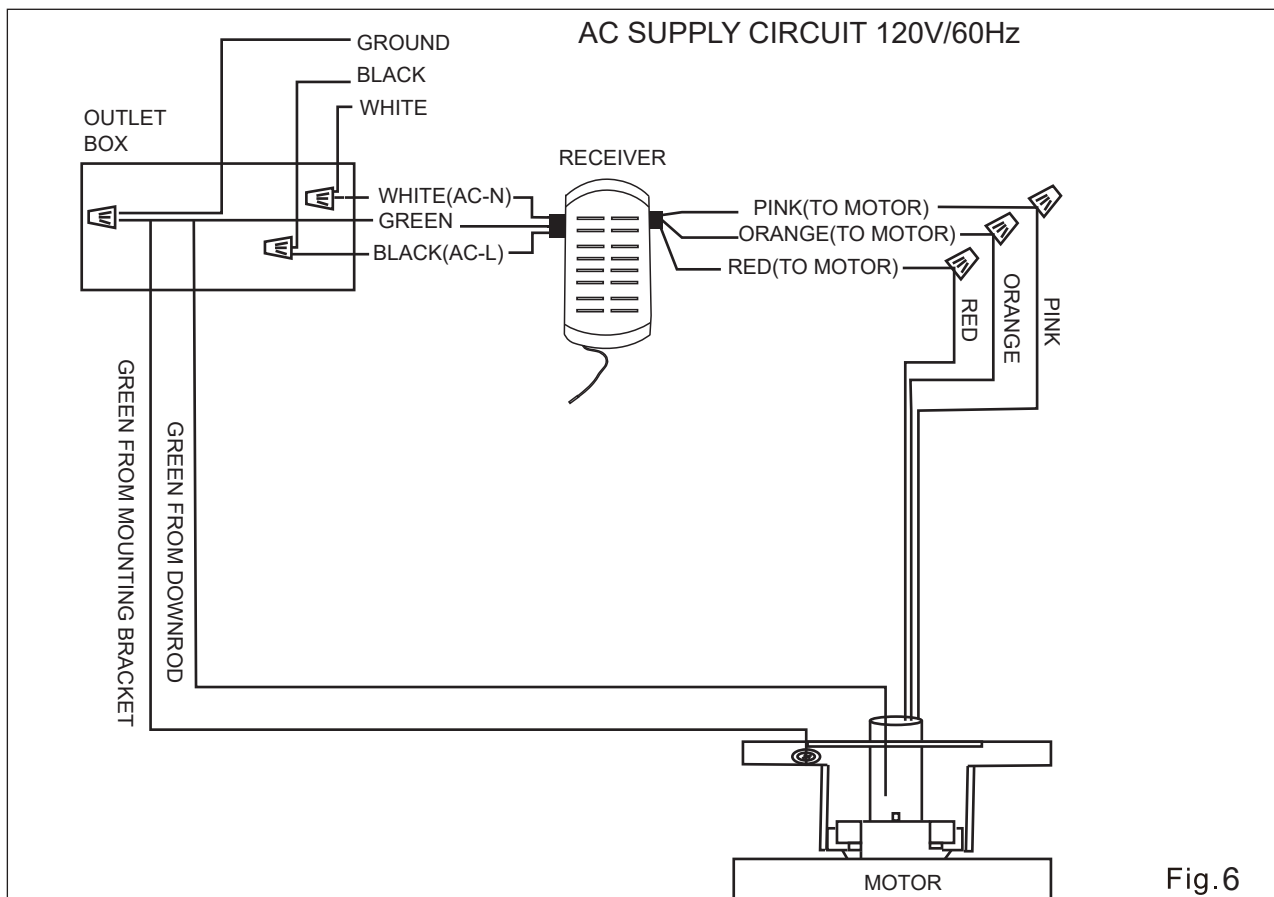 AC SUPPLY CIRCUIT 120V/60Hz
GROUND
BLACK
WHITE
OUTLET
BOX
RECEIVER
WHITE(AC-N)
GREEN
BLACK(AC-L)
PINK(TO MOTOR)
ORANGE(TO MOTOR)
RED(TO MOTOR)
RED
ORANGE
PINK
GREEN FROM MOUNTING BRACKET
GREEN FROM DOWNROD
MOTOR
Fig.6